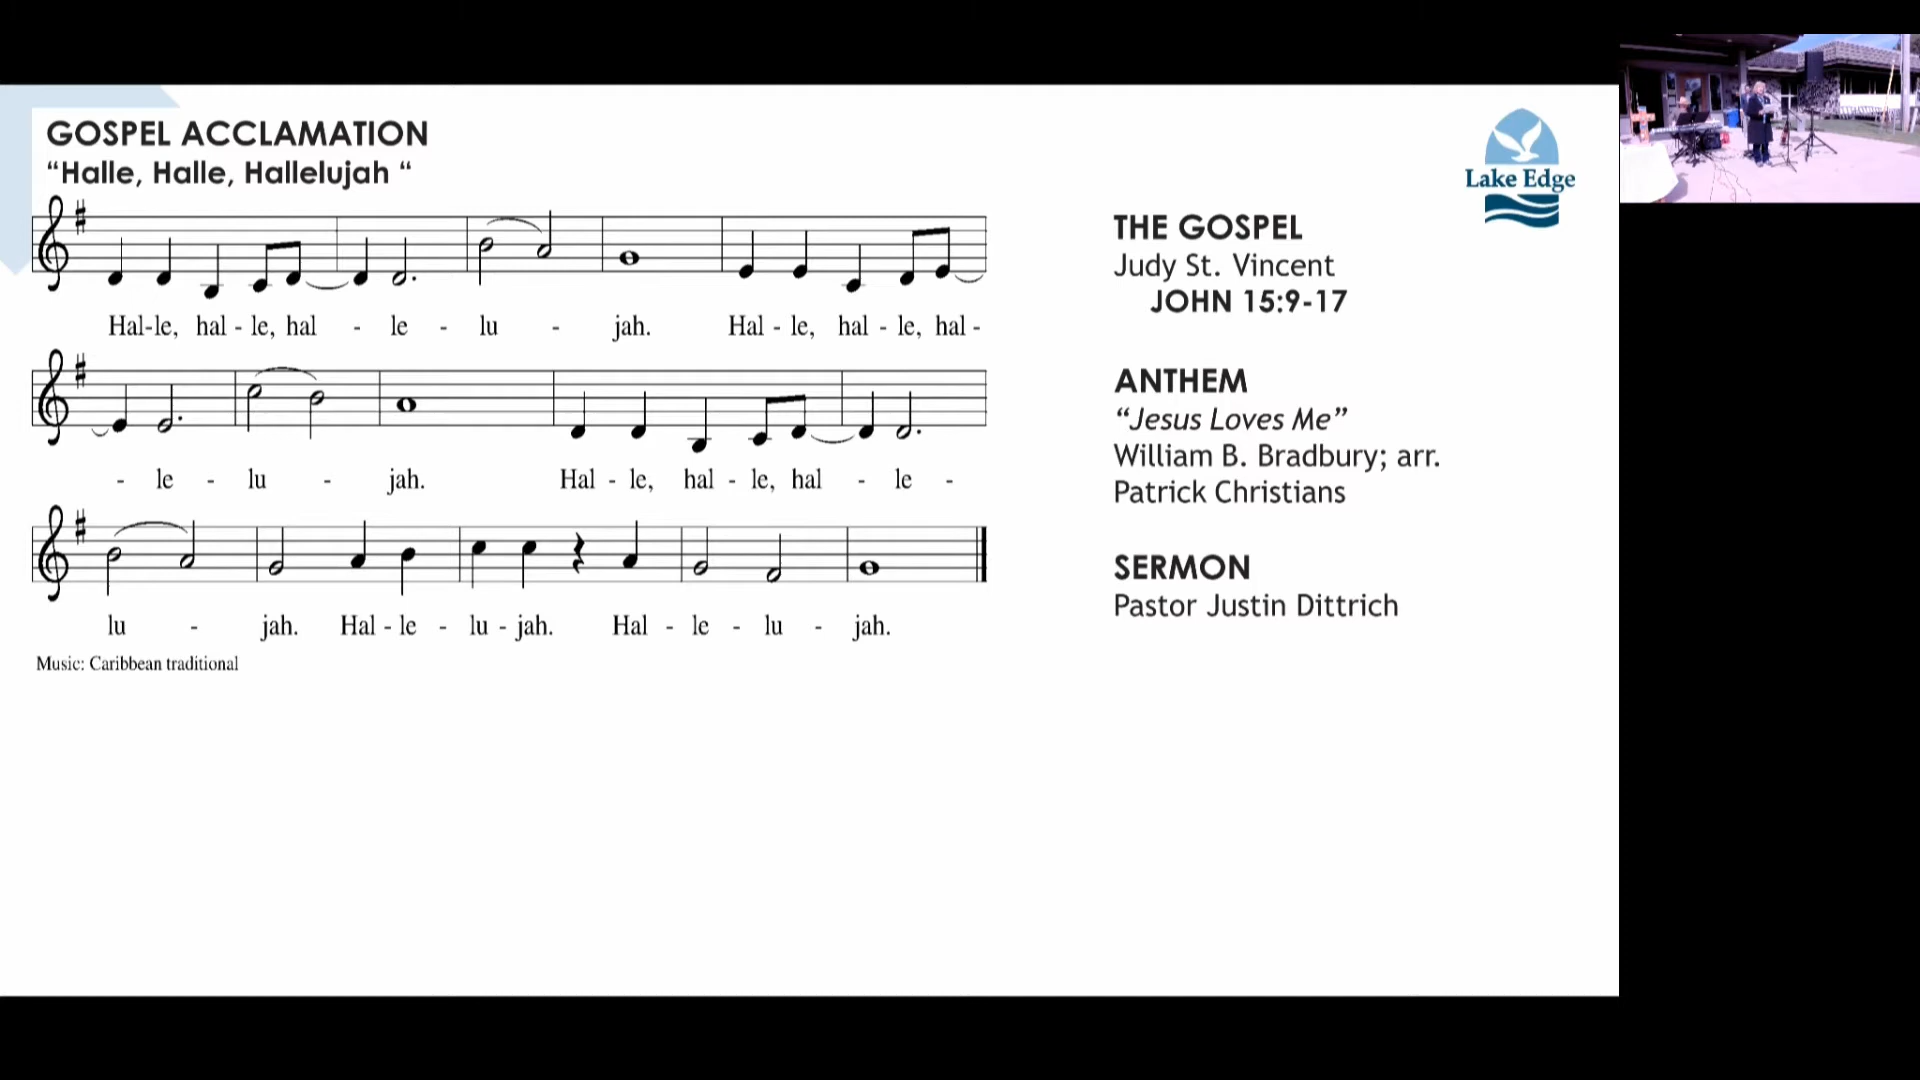 GOSPEL ACCLAMATION
“Halle, Halle, Hallelujah “
Hal-le, hal - le, hal - le - lu - jah. Hal - le, hal - le, hal -
- le - lu - jah. Hal - le, hal - le, hal - le -
lu - jah. Hal - le - lu - jah. Hal - le - lu - jah.
Music: Caribbean traditional
Lake Edge
THE GOSPEL
Judy St. Vincent
JOHN 15:9-17
ANTHEM
“Jesus Loves Me”
William B. Bradbury; arr.
Patrick Christians
SERMON
Pastor Justin Dittrich